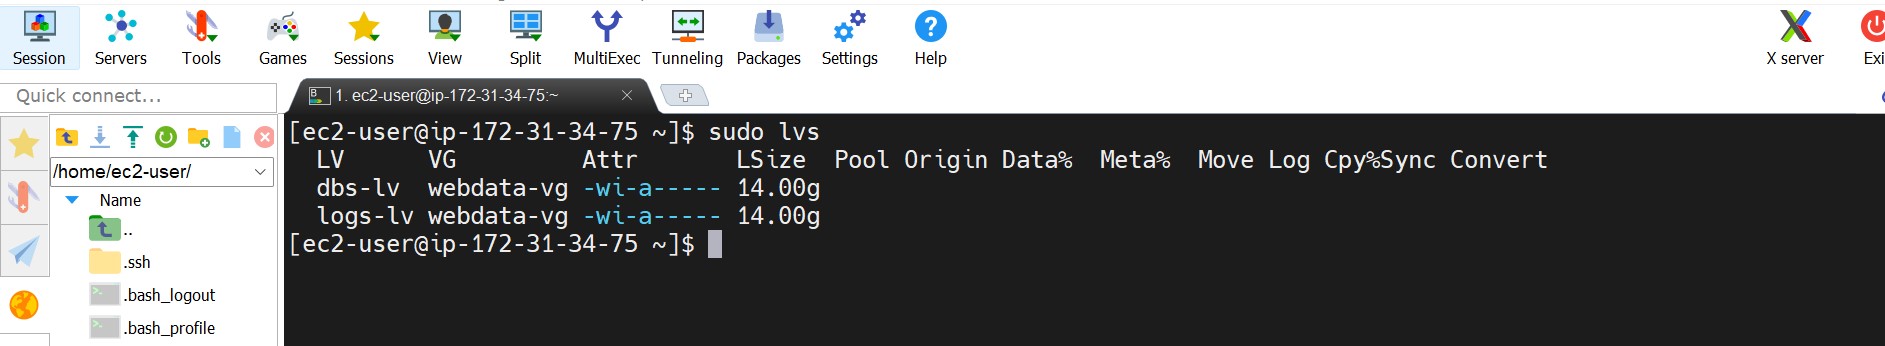 Session Servers Tools Games Sessions View Split MultiExec Tunneling Packages Settings Help X server Exi
Quick connect...
1. ec2-user@ip-172-31-34-75:~
/home/ec2-user/
Name
..
.ssh
.bash_logout
.bash_profile
[ec2-user@ip-172-31-34-75 ~]$ sudo lvs
  LV      VG         Attr       LSize  Pool Origin Data%  Meta%  Move Log Cpy%Sync Convert
  dbs-lv  webdata-vg -wi-a----- 14.00g
  logs-lv webdata-vg -wi-a----- 14.00g
[ec2-user@ip-172-31-34-75 ~]$